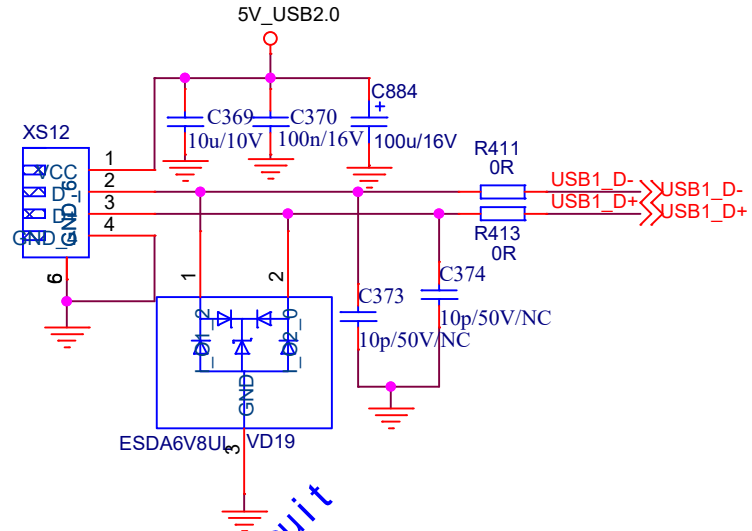 5V_USB2.0
C884
C369
C370
10u/10V
100n/16V
100u/16V
XS12
R411
0R
1
VCC
2
D-
USB1_D-
USB1_D-
3
D+
USB1_D+
USB1_D+
4
GND_4
GND_6
R413
0R
6
1
2
C374
C373
10p/50V/NC
10p/50V/NC
GND
ESDA6V8UL
VD19
3
uit